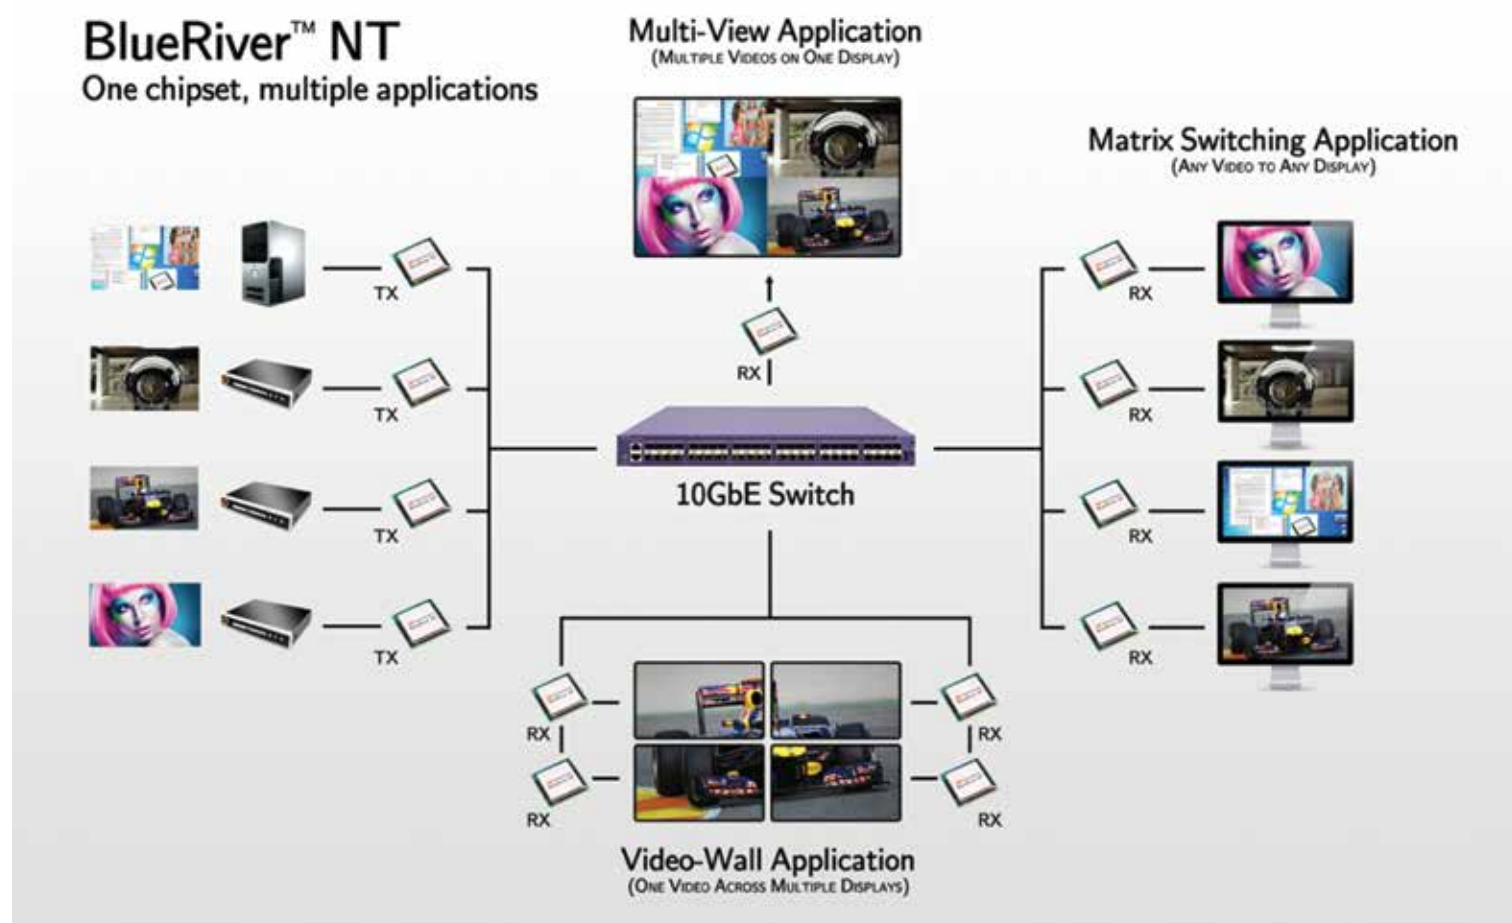 BlueRiver™ NT
One chipset, multiple applications
Multi-View Application
(Multiple Videos on One Display)
Matrix Switching Application
(Any Video to Any Display)
TX
TX
TX
TX
RX
10GbE Switch
RX
RX
RX
RX
RX
RX
RX
RX
Video-Wall Application
(One Video Across Multiple Displays)